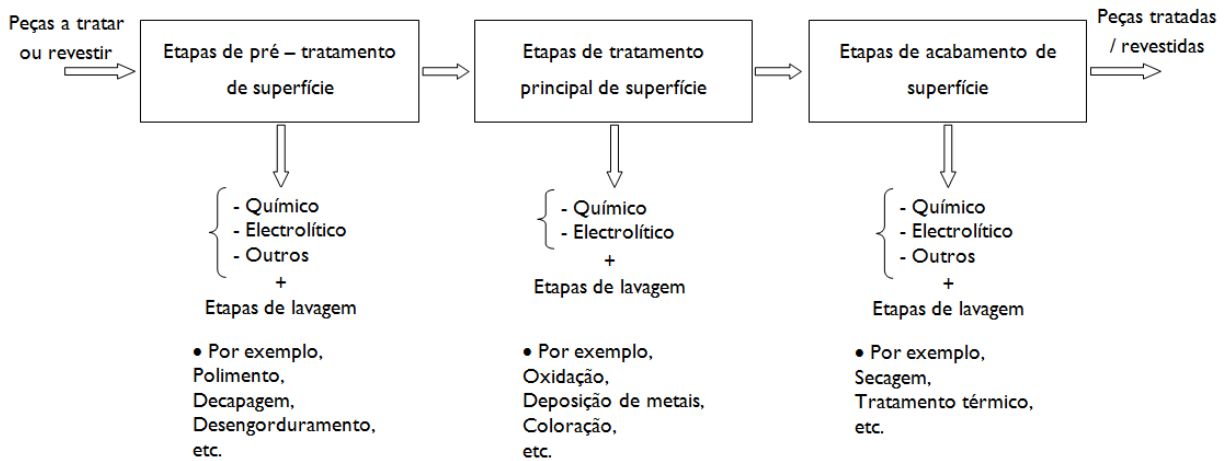 Peças a tratar
ou revestir
Etapas de pré – tratamento
de superfície
Etapas de tratamento
principal de superfície
Etapas de acabamento de
superfície
Peças tratadas
/ revestidas
- Químico
- Electrolítico
- Outros
+
Etapas de lavagem
• Por exemplo,
Polimento,
Decapagem,
Desengorduramento,
etc.
- Químico
- Electrolítico
+
Etapas de lavagem
• Por exemplo,
Oxidação,
Deposição de metais,
Coloração,
etc.
- Químico
- Electrolítico
- Outros
+
Etapas de lavagem
• Por exemplo,
Secagem,
Tratamento térmico,
etc.